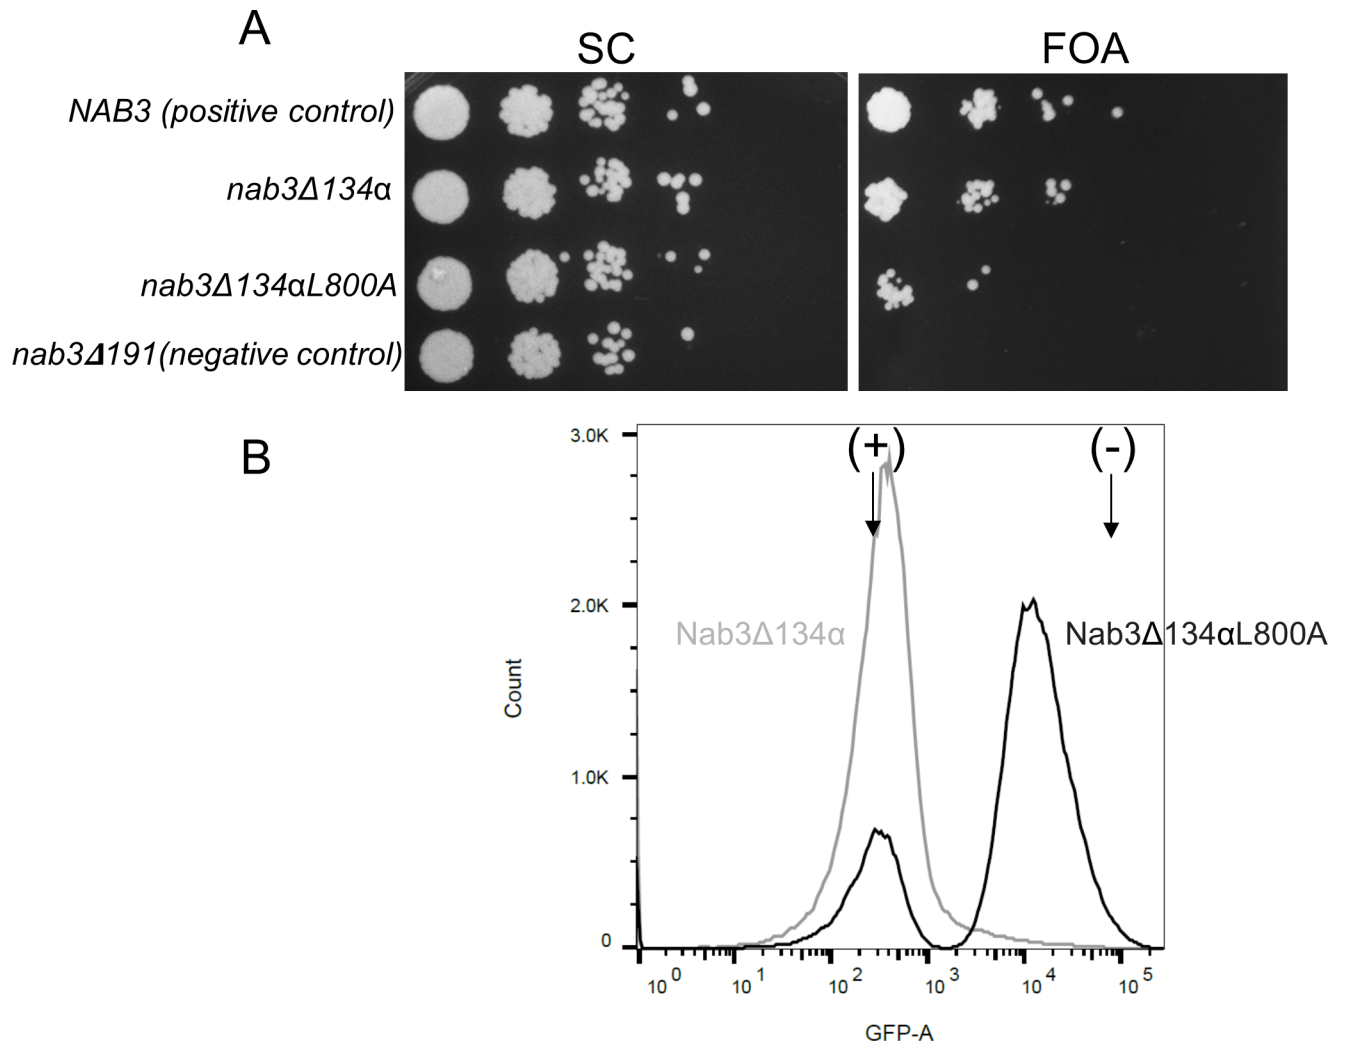 A
SC
FOA
NAB3 (positive control)
nab3Δ134α
nab3Δ134αL800A
nab3Δ191(negative control)
B
3.0K
2.0K
1.0K
0
Count
(+)
(-)
Nab3Δ134α
Nab3Δ134αL800A
10 0
10 1
10 2
10 3
10 4
10 5
GFP-A